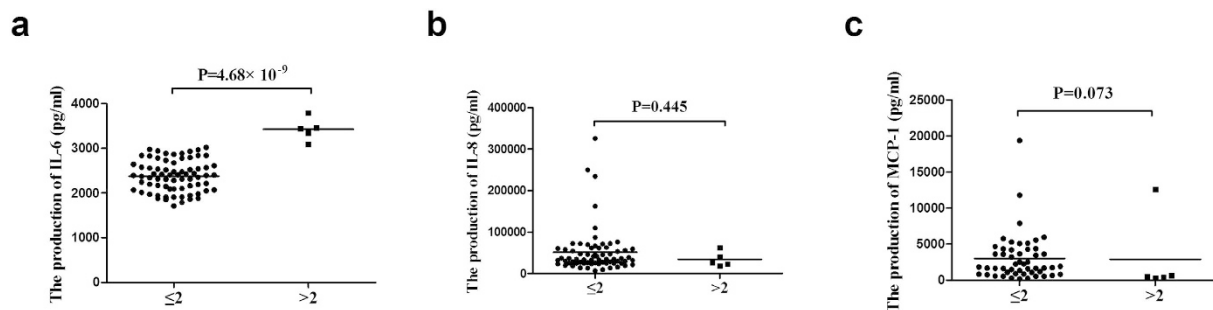 a
P=4.68× 10⁻⁹
The production of IL-6 (pg/ml)
4000
3000
2000
1000
0
≤2
>2
b
P=0.445
The production of IL-8 (pg/ml)
400000
300000
200000
100000
0
≤2
>2
c
P=0.073
The production of MCP-1 (pg/ml)
25000
20000
15000
10000
5000
0
≤2
>2